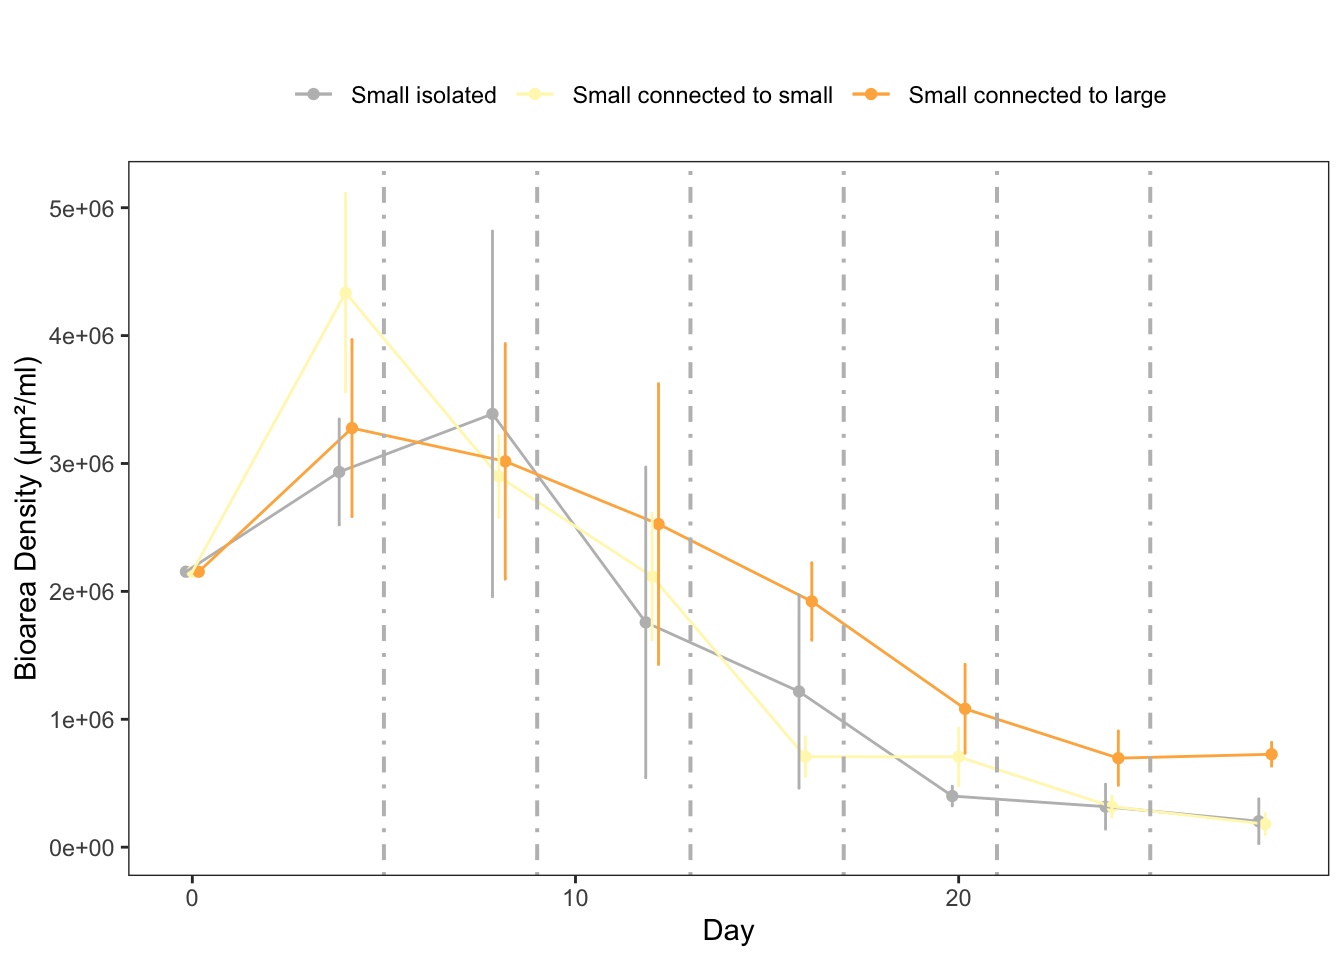 Small isolated Small connected to small Small connected to large
Bioarea Density (µm²/ml)
5e+06
4e+06
3e+06
2e+06
1e+06
0e+00
0 10 20
Day